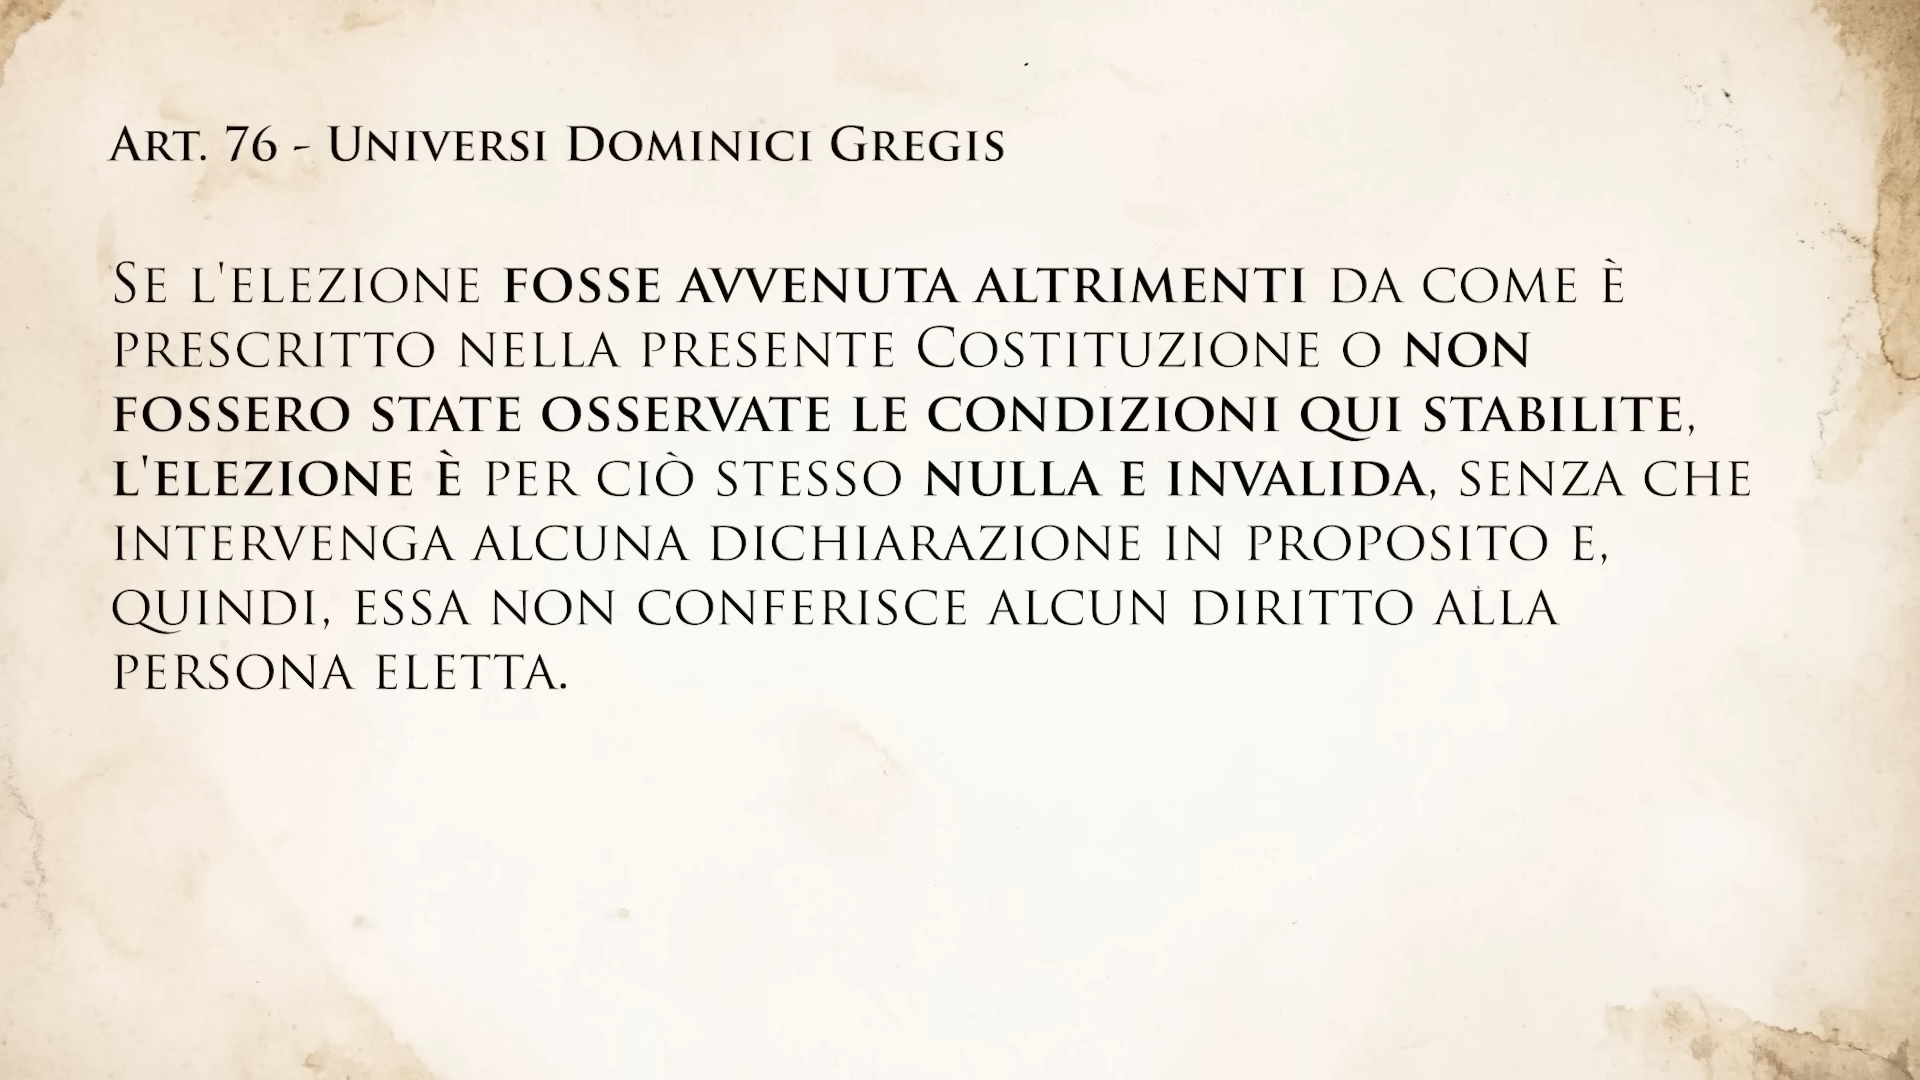 Art. 76 - Universi Dominici Gregis
Se l'elezione fosse avvenuta altrimenti da come è
prescritto nella presente Costituzione o non
fossero state osservate le condizioni qui stabilite,
l'elezione è per ciò stesso nulla e invalida, senza che
intervenga alcuna dichiarazione in proposito e,
quindi, essa non conferisce alcun diritto alla
persona eletta.